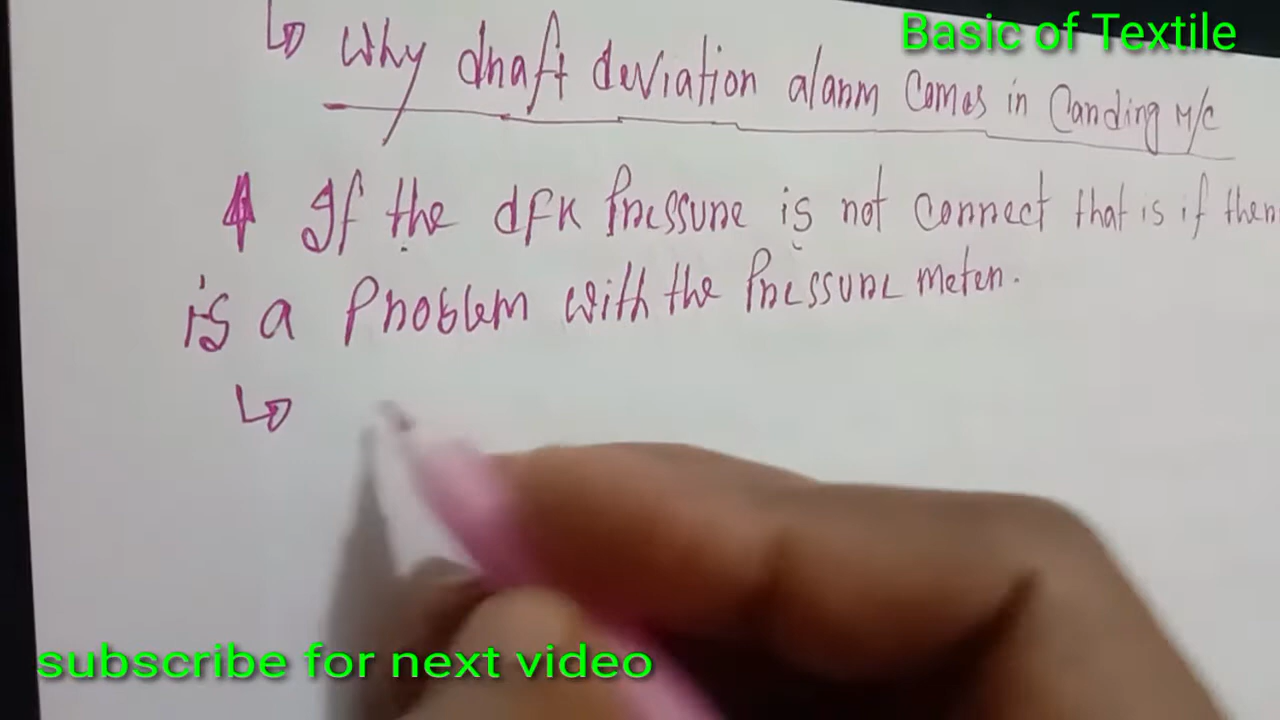 Basic of Textile
Why draft deviation alarm comes in Carding M/C
If the dfk Pressure is not correct that is if ther
is a Problem with the Pressure meter.
subscribe for next video